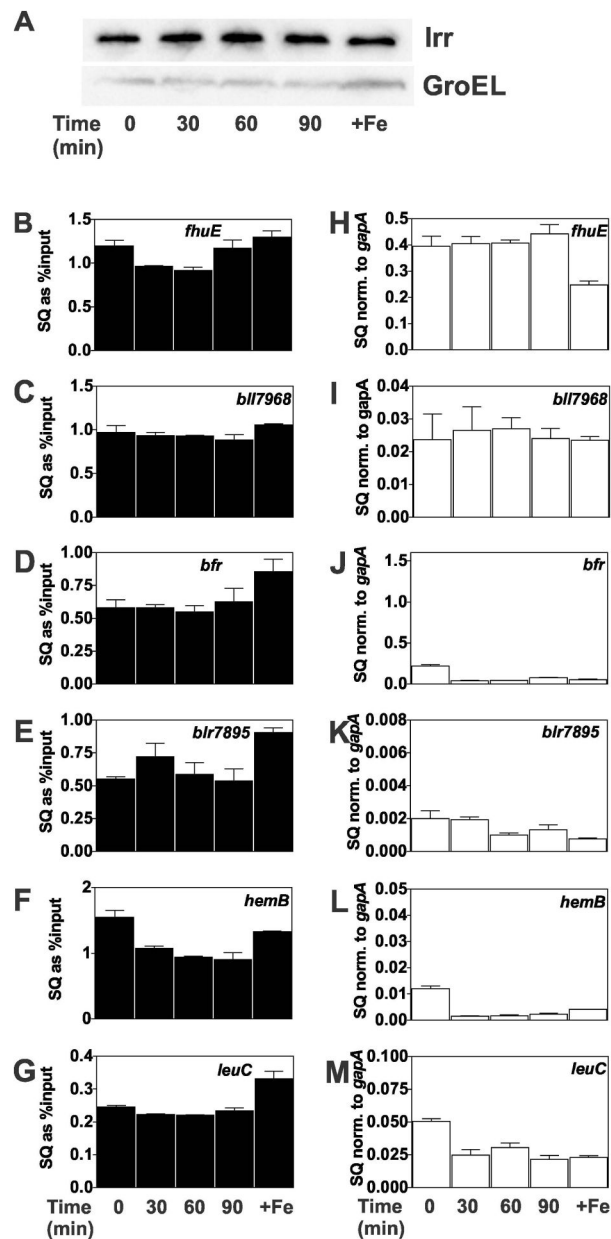 A
Irr
GroEL
Time 0 30 60 90 +Fe
(min)
B
SQ as %input
1.5
1.0
0.5
0.0
fhuE
H
SQ norm. to gapA
0.5
0.4
0.3
0.2
0.1
0.0
fhuE
C
SQ as %input
1.5
1.0
0.5
0.0
bll7968
I
SQ norm. to gapA
0.04
0.03
0.02
0.01
0.00
bll7968
D
SQ as %input
1.00
0.75
0.50
0.25
0.00
bfr
J
SQ norm. to gapA
1.5
1.0
0.5
0.0
bfr
E
SQ as %input
1.00
0.75
0.50
0.25
0.00
blr7895
K
SQ norm. to gapA
0.008
0.006
0.004
0.002
0.000
blr7895
F
SQ as %input
2
1
0
hemB
L
SQ norm. to gapA
0.05
0.04
0.03
0.02
0.01
0.00
hemB
G
SQ as %input
0.4
0.3
0.2
0.1
0.0
leuC
Time 0 30 60 90 +Fe
(min)
M
SQ norm. to gapA
0.100
0.075
0.050
0.025
0.000
leuC
Time 0 30 60 90 +Fe
(min)